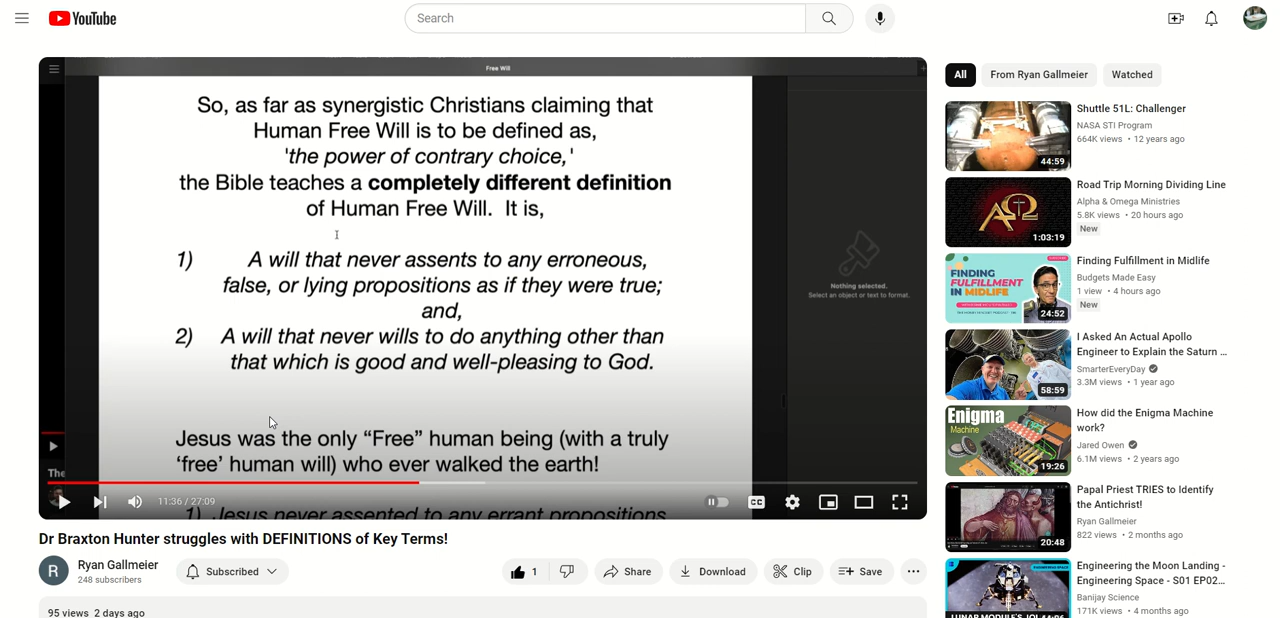 YouTube
Search
Free Will
So, as far as synergistic Christians claiming that
Human Free Will is to be defined as,
'the power of contrary choice,'
the Bible teaches a completely different definition
of Human Free Will.  It is,
1) A will that never assents to any erroneous,
false, or lying propositions as if they were true;
and,
2) A will that never wills to do anything other than
that which is good and well-pleasing to God.
Jesus was the only “Free” human being (with a truly
‘free’ human will) who ever walked the earth!
1) Jesus never assented to any errant propositions
Nothing selected.
Select an object or text to format.
The
11:36 / 27:09
CC
Dr Braxton Hunter struggles with DEFINITIONS of Key Terms!
R
Ryan Gallmeier
248 subscribers
Subscribed
1
Share
Download
Clip
Save
95 views 2 days ago
All
From Ryan Gallmeier
Watched
44:59
Shuttle 51L: Challenger
NASA STI Program
664K views • 12 years ago
ΑΩ
1:03:19
Road Trip Morning Dividing Line
Alpha & Omega Ministries
5.8K views • 20 hours ago
New
FINDING
FULFILLMENT
IN MIDLIFE
24:52
Finding Fulfillment in Midlife
Budgets Made Easy
1 view • 4 hours ago
New
58:59
I Asked An Actual Apollo
Engineer to Explain the Saturn ...
SmarterEveryDay
3.3M views • 1 year ago
Enigma
Machine
19:26
How did the Enigma Machine
work?
Jared Owen
6.1M views • 2 years ago
20:48
Papal Priest TRIES to Identify
the Antichrist!
Ryan Gallmeier
822 views • 2 months ago
Engineering the Moon Landing -
Engineering Space - S01 EP02...
Banijay Science
171K views • 4 months ago